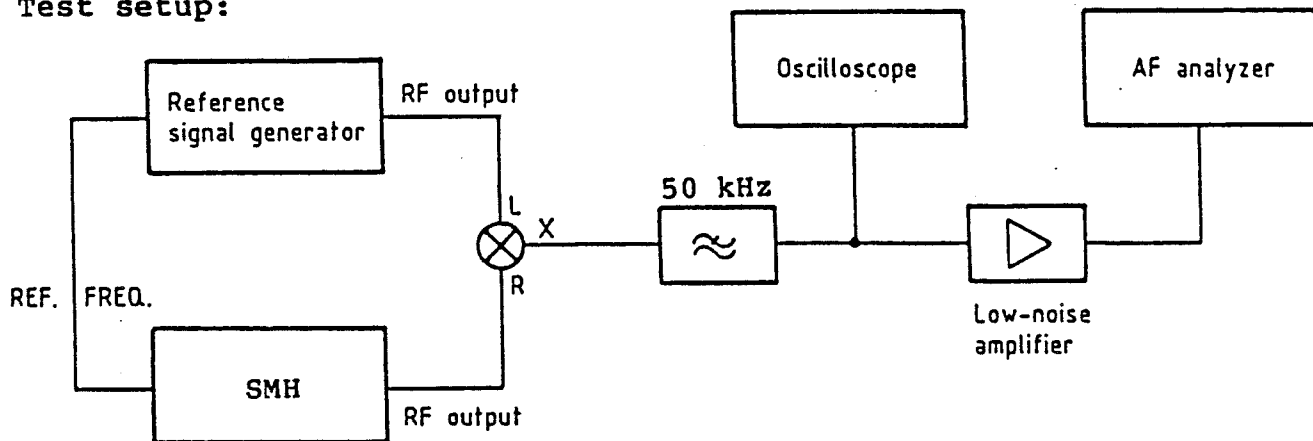 Test setup:
Reference
signal generator
RF output
Oscilloscope
AF analyzer
50 kHz
L
X
R
REF. FREQ.
Low-noise
amplifier
SMH
RF output